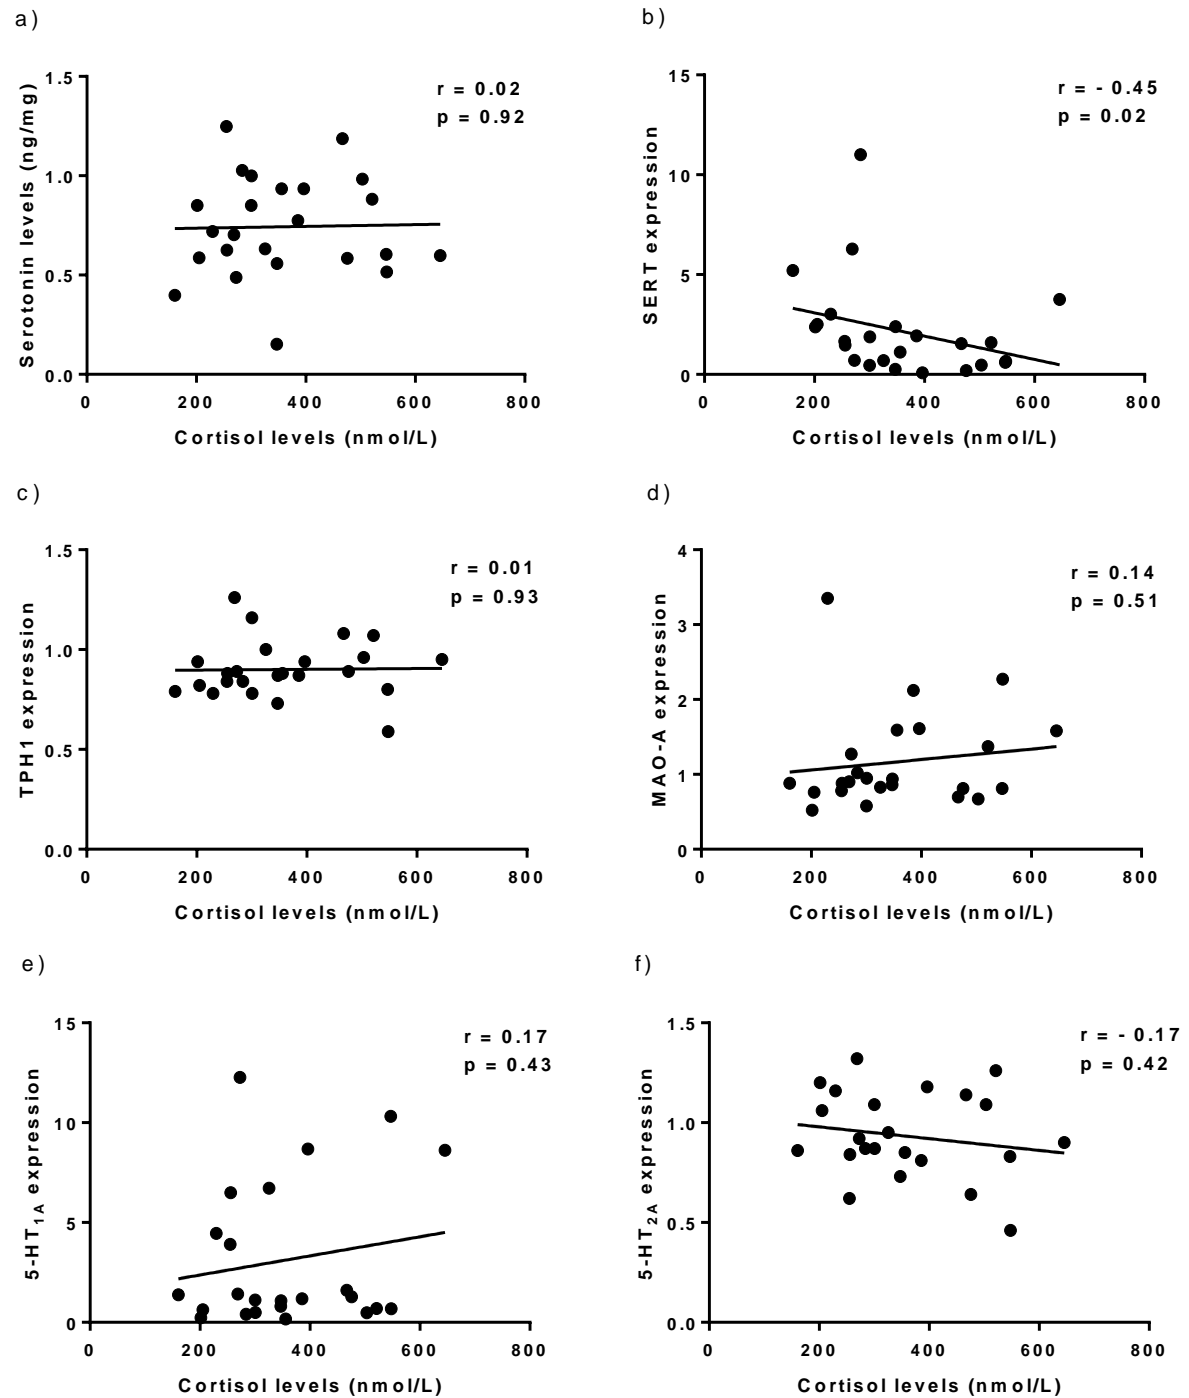 a)
r = 0.02
p = 0.92
Serotonin levels (ng/mg)
1.5
1.0
0.5
0.0
0 200 400 600 800
Cortisol levels (nmol/L)
b)
r = - 0.45
p = 0.02
SERT expression
15
10
5
0
0 200 400 600 800
Cortisol levels (nmol/L)
c)
r = 0.01
p = 0.93
TPH1 expression
1.5
1.0
0.5
0.0
0 200 400 600 800
Cortisol levels (nmol/L)
d)
r = 0.14
p = 0.51
MAO-A expression
4
3
2
1
0
0 200 400 600 800
Cortisol levels (nmol/L)
e)
r = 0.17
p = 0.43
5-HT1A expression
15
10
5
0
0 200 400 600 800
Cortisol levels (nmol/L)
f)
r = - 0.17
p = 0.42
5-HT2A expression
1.5
1.0
0.5
0.0
0 200 400 600 800
Cortisol levels (nmol/L)